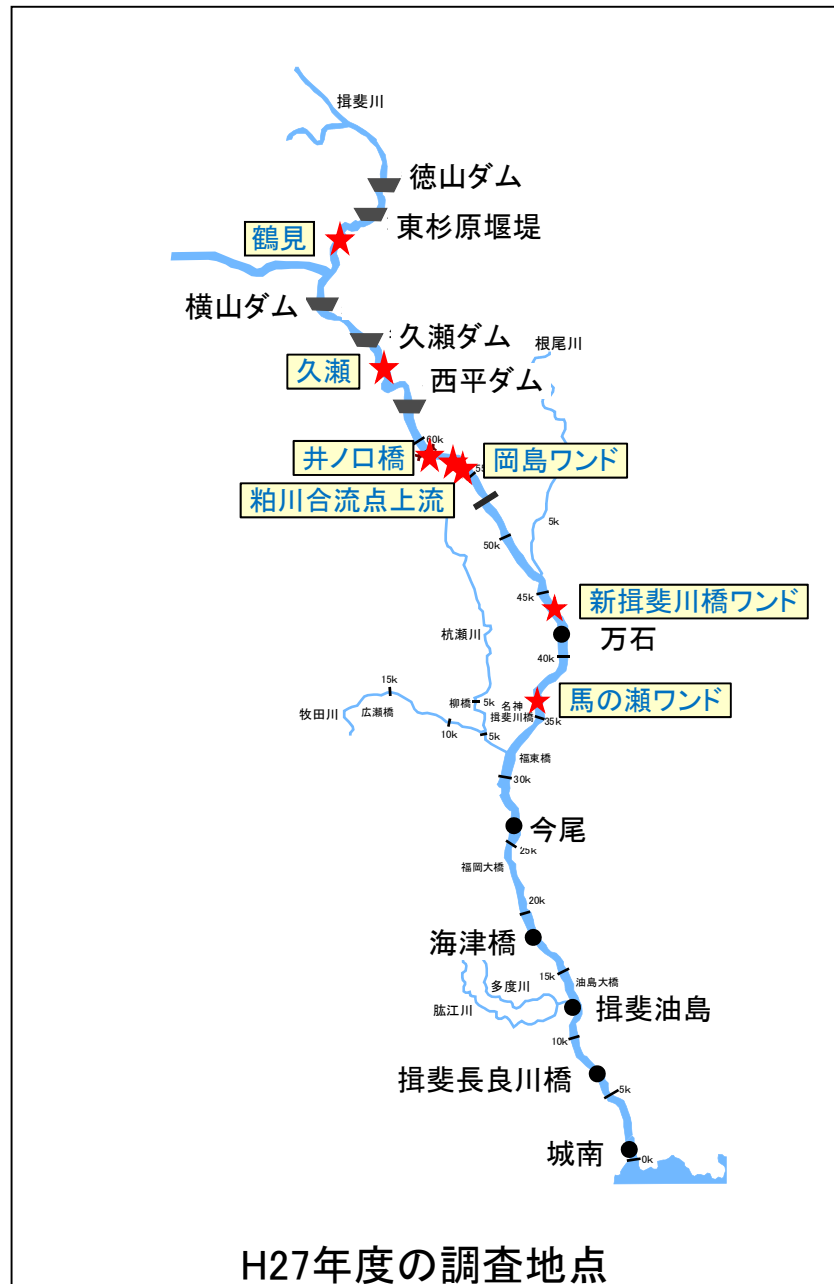 揖斐川
徳山ダム
東杉原堰堤
鶴見
横山ダム
久瀬ダム
根尾川
久瀬
西平ダム
60k
井ノ口橋
岡島ワンド
55
粕川合流点上流
5k
50k
45k
新揖斐川橋ワンド
杭瀬川
万石
40k
15k
柳橋
5k
名神
揖斐川橋
馬の瀬ワンド
牧田川
広瀬橋
35k
10k
5k
福東橋
30k
今尾
25k
福岡大橋
20k
海津橋
15k
油島大橋
多度川
肱江川
揖斐油島
10k
揖斐長良川橋
5k
城南
0k
H27年度の調査地点